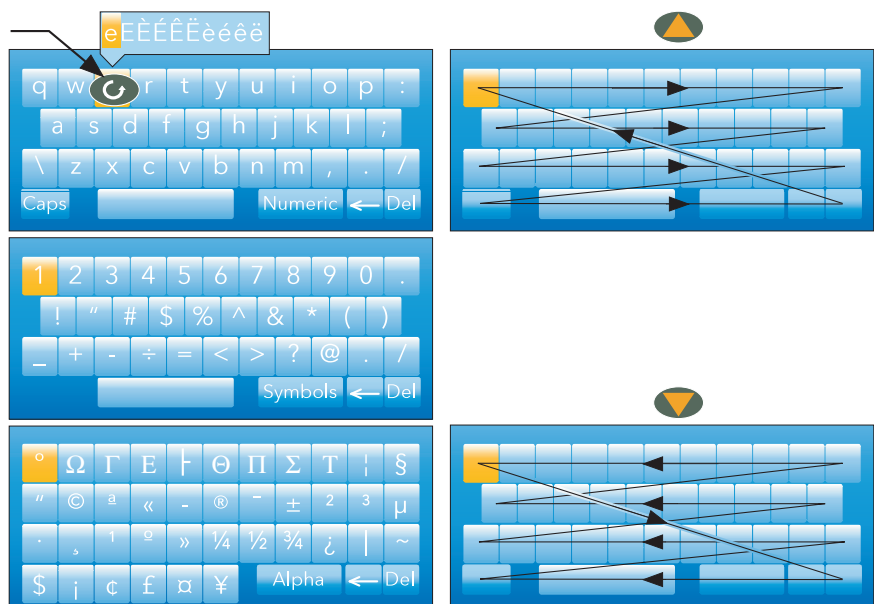 eEÈÉÊËèéêë
q w r t y u i o p :
a s d f g h j k l ;
\ z x c v b n m , . /
Caps Numeric ← Del
1 2 3 4 5 6 7 8 9 0 .
! " # $ % ^ & * ( )
_ + - ÷ = < > ? @ . /
Symbols ← Del
° Ω Γ Ε ├ Θ Π Σ Τ ¦ §
" © ª « - ® ¯ ± ² ³ µ
· ¸ ¹ º » ¼ ½ ¾ ¿ | ~
$ ¡ ¢ £ ¤ ¥ Alpha ← Del